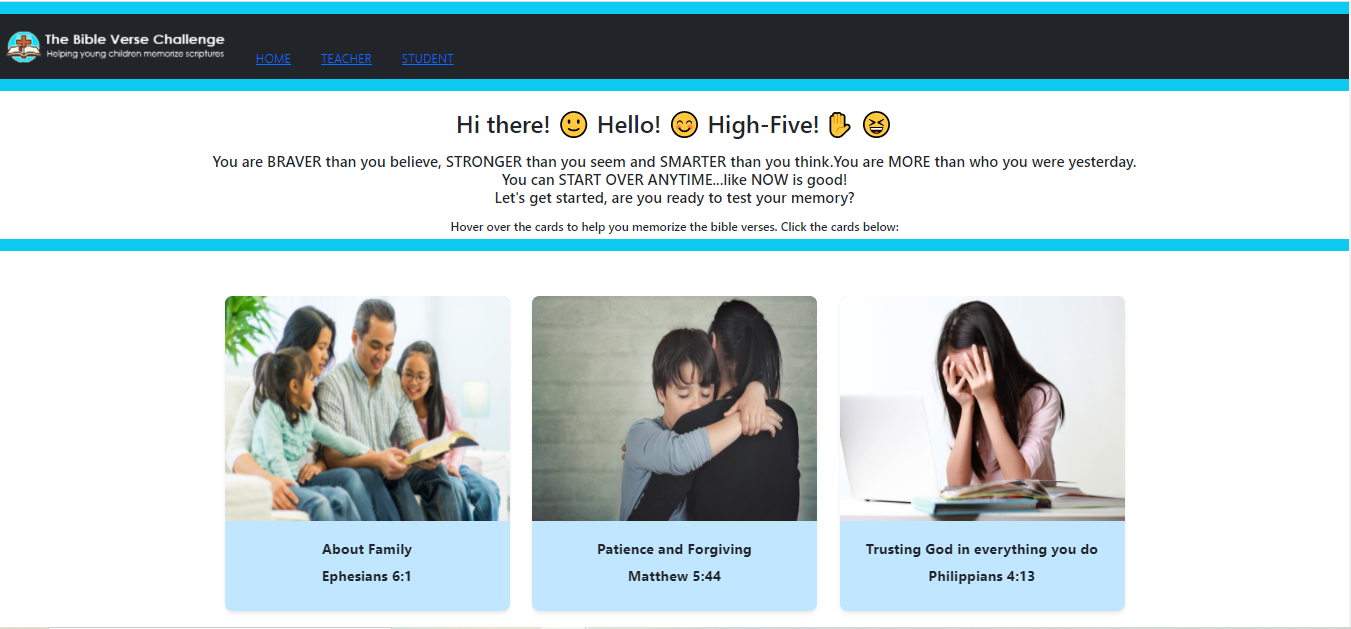 The Bible Verse Challenge
Helping young children memorize scriptures
HOME TEACHER STUDENT
Hi there! 🙂 Hello! 😊 High-Five! ✋ 😆
You are BRAVER than you believe, STRONGER than you seem and SMARTER than you think.You are MORE than who you were yesterday.
You can START OVER ANYTIME...like NOW is good!
Let's get started, are you ready to test your memory?
Hover over the cards to help you memorize the bible verses. Click the cards below:
About Family
Ephesians 6:1
Patience and Forgiving
Matthew 5:44
Trusting God in everything you do
Philippians 4:13